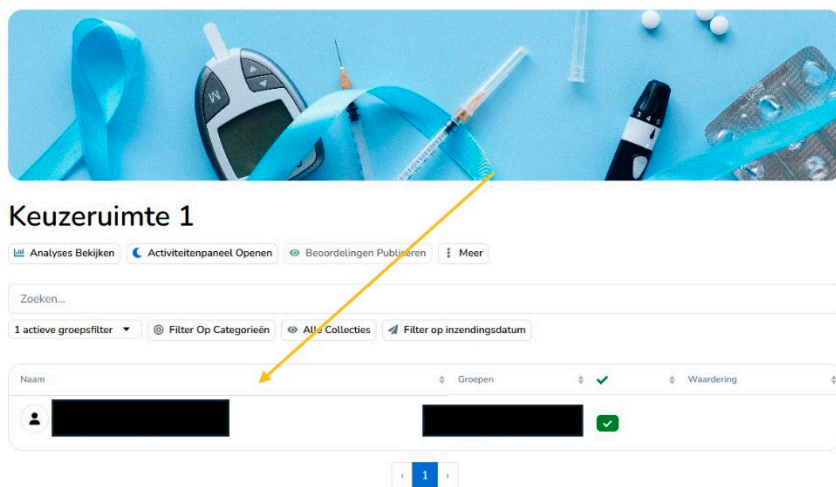 Keuzeruimte 1
Analyses Bekijken Activiteitenpaneel Openen Beoordelingen Publiceren Meer
Zoeken...
1 actieve groepsfilter Filter Op Categorieën Alle Collecties Filter op inzendingsdatum
Naam Groepen Waardering
1